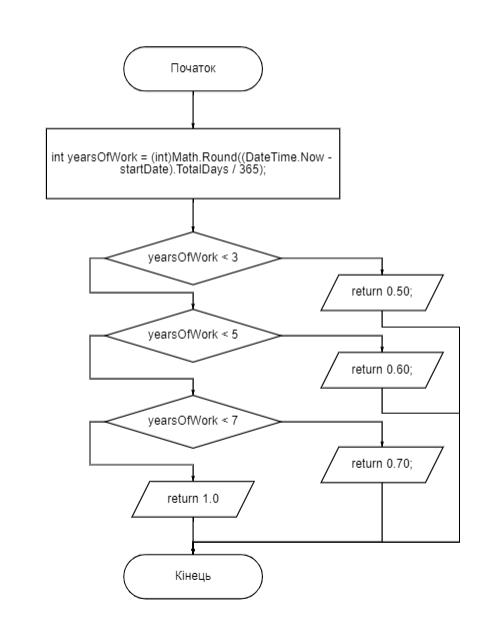 Початок
int yearsOfWork = (int)Math.Round((DateTime.Now -
startDate).TotalDays / 365);
yearsOfWork < 3
return 0.50;
yearsOfWork < 5
return 0.60;
yearsOfWork < 7
return 0.70;
return 1.0
Кінець